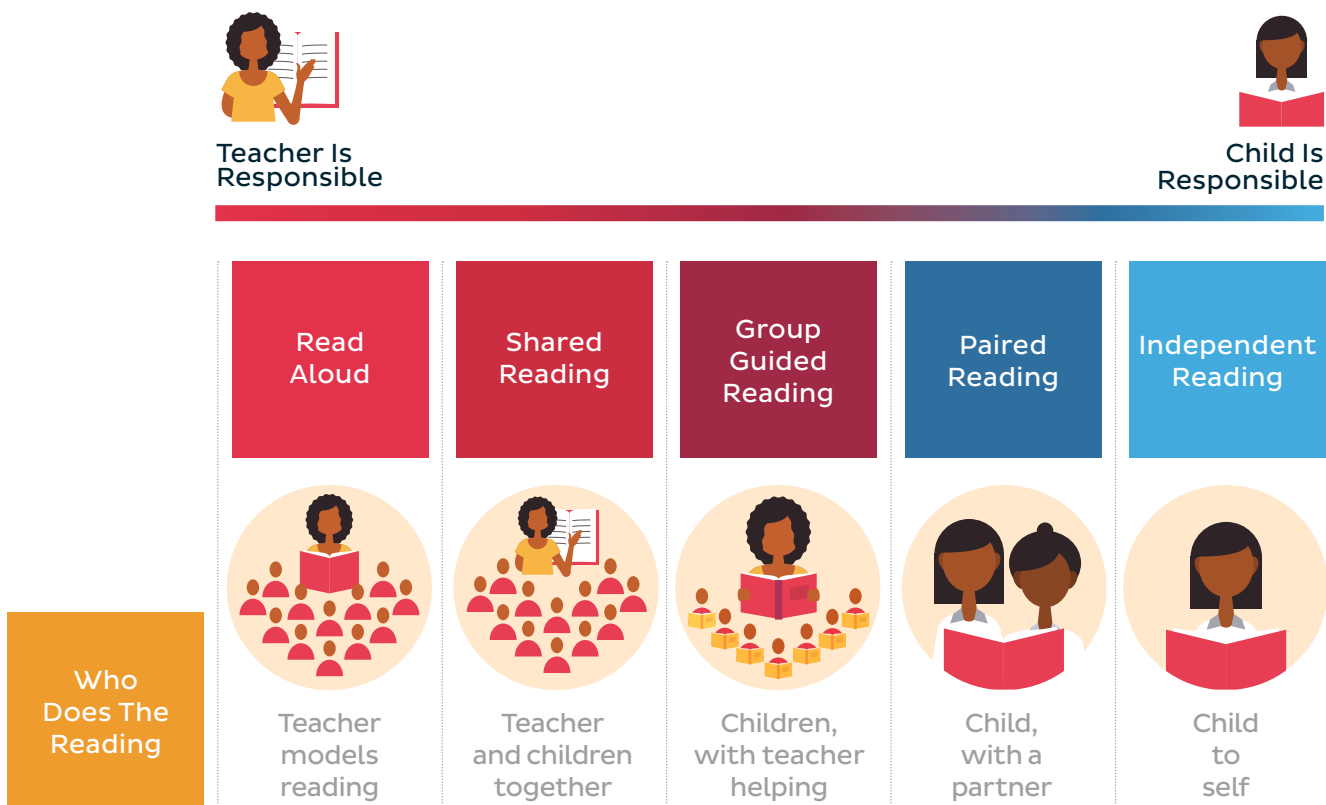 Teacher Is
Responsible
Child Is
Responsible
Read
Aloud
Shared
Reading
Group
Guided
Reading
Paired
Reading
Independent
Reading
Who
Does The
Reading
Teacher
models
reading
Teacher
and children
together
Children,
with teacher
helping
Child,
with a
partner
Child
to
self